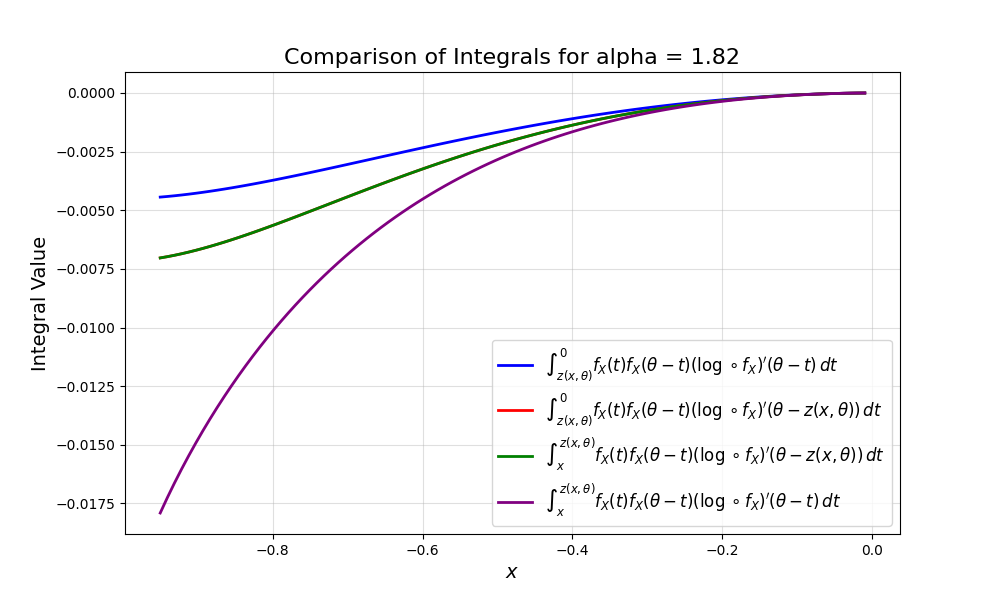 Comparison of Integrals for alpha = 1.82
Integral Value
0.0000
−0.0025
−0.0050
−0.0075
−0.0100
−0.0125
−0.0150
−0.0175
−0.8
−0.6
−0.4
−0.2
0.0
x
∫_{z(x, θ)}^{0} f_X(t)f_X(θ − t)(log ∘ f_X)′(θ − t) dt
∫_{z(x, θ)}^{0} f_X(t)f_X(θ − t)(log ∘ f_X)′(θ − z(x, θ)) dt
∫_{x}^{z(x, θ)} f_X(t)f_X(θ − t)(log ∘ f_X)′(θ − z(x, θ)) dt
∫_{x}^{z(x, θ)} f_X(t)f_X(θ − t)(log ∘ f_X)′(θ − t) dt